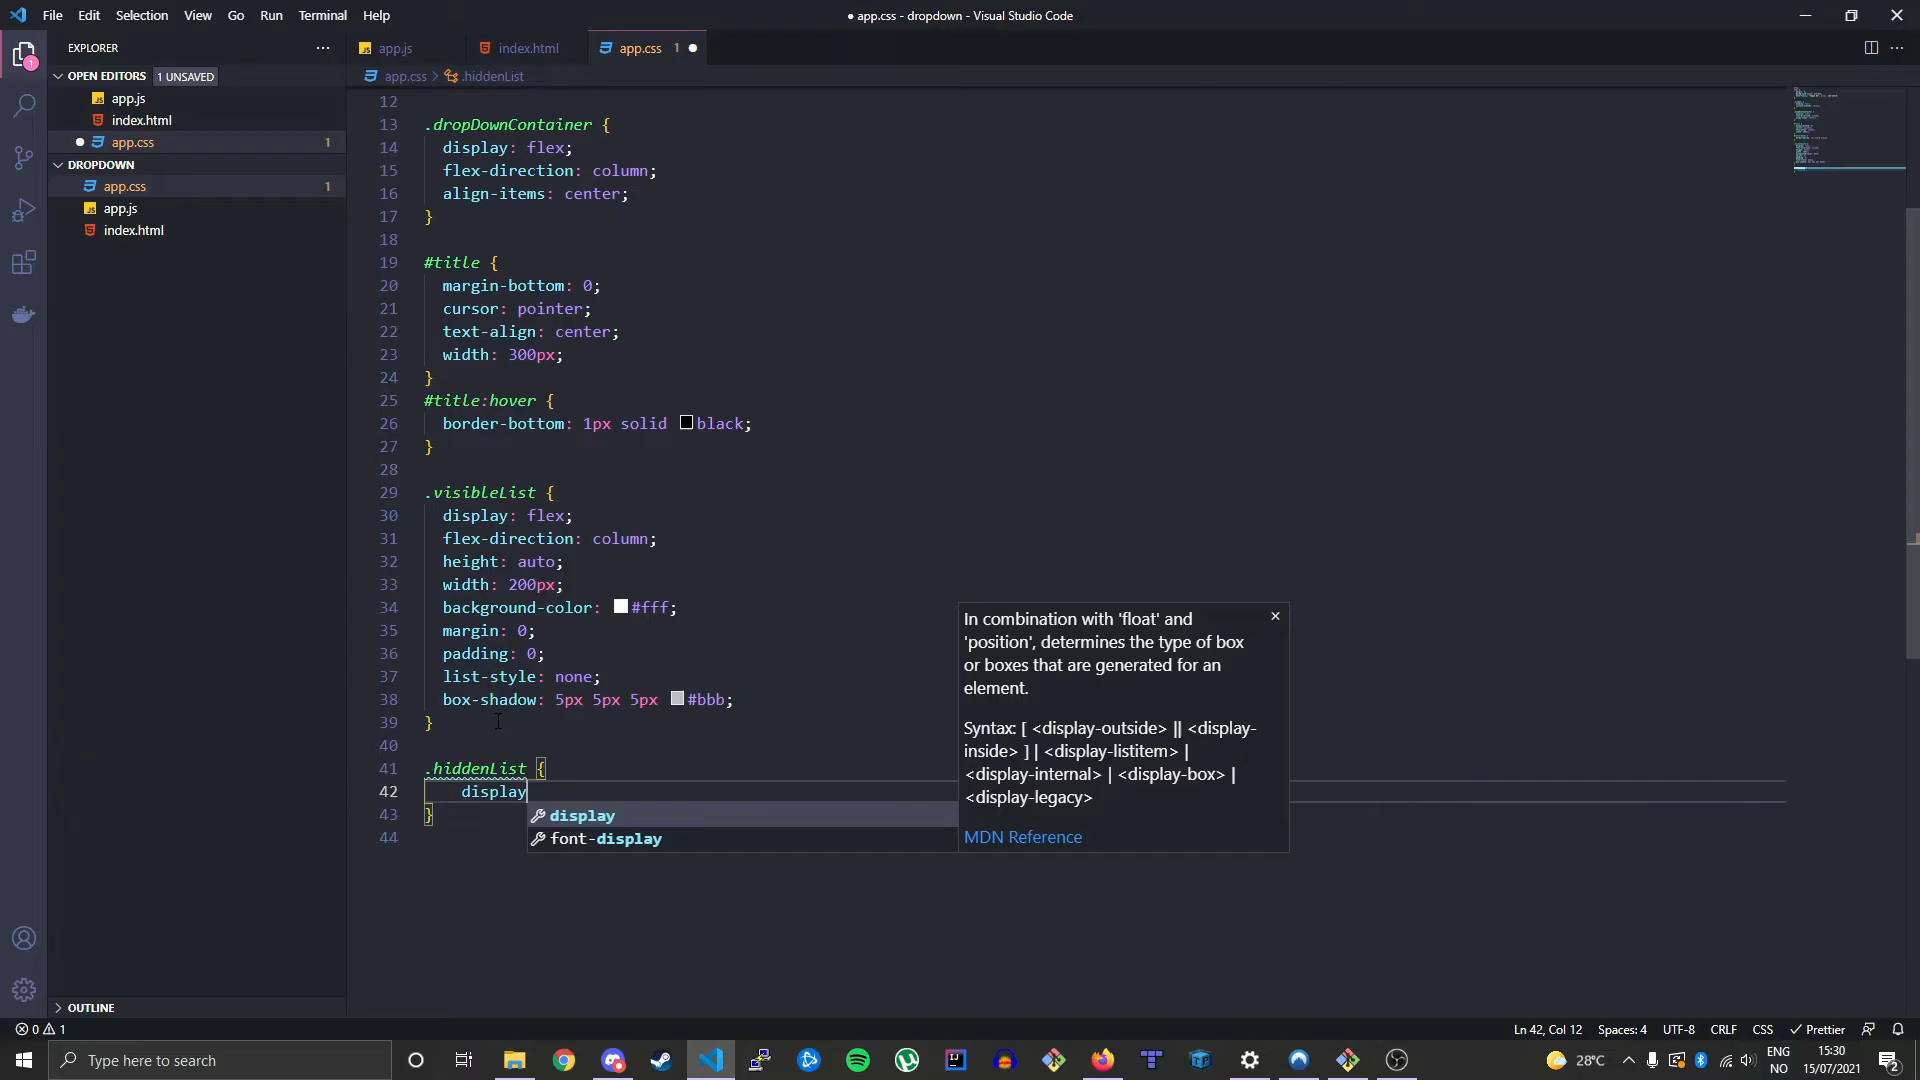 File Edit Selection View Go Run Terminal Help
● app.css - dropdown - Visual Studio Code
EXPLORER
OPEN EDITORS 1 UNSAVED
app.js
index.html
app.css 1
DROPDOWN
app.css 1
app.js
index.html
OUTLINE
1
app.js index.html app.css 1
app.css > .hiddenList
12
13 .dropDownContainer {
14 display: flex;
15 flex-direction: column;
16 align-items: center;
17 }
18
19 #title {
20 margin-bottom: 0;
21 cursor: pointer;
22 text-align: center;
23 width: 300px;
24 }
25 #title:hover {
26 border-bottom: 1px solid black;
27 }
28
29 .visibleList {
30 display: flex;
31 flex-direction: column;
32 height: auto;
33 width: 200px;
34 background-color: #fff;
35 margin: 0;
36 padding: 0;
37 list-style: none;
38 box-shadow: 5px 5px 5px #bbb;
39 }
40
41 .hiddenList {
42 display
43 }
44
display
font-display
In combination with 'float' and
'position', determines the type of box
or boxes that are generated for an
element.
Syntax: [ <display-outside> || <display-
inside> ] | <display-listitem> |
<display-internal> | <display-box> |
<display-legacy>
MDN Reference
0 1
Ln 42, Col 12 Spaces: 4 UTF-8 CRLF CSS Prettier
Type here to search
28°C
ENG
NO
15:30
15/07/2021
2